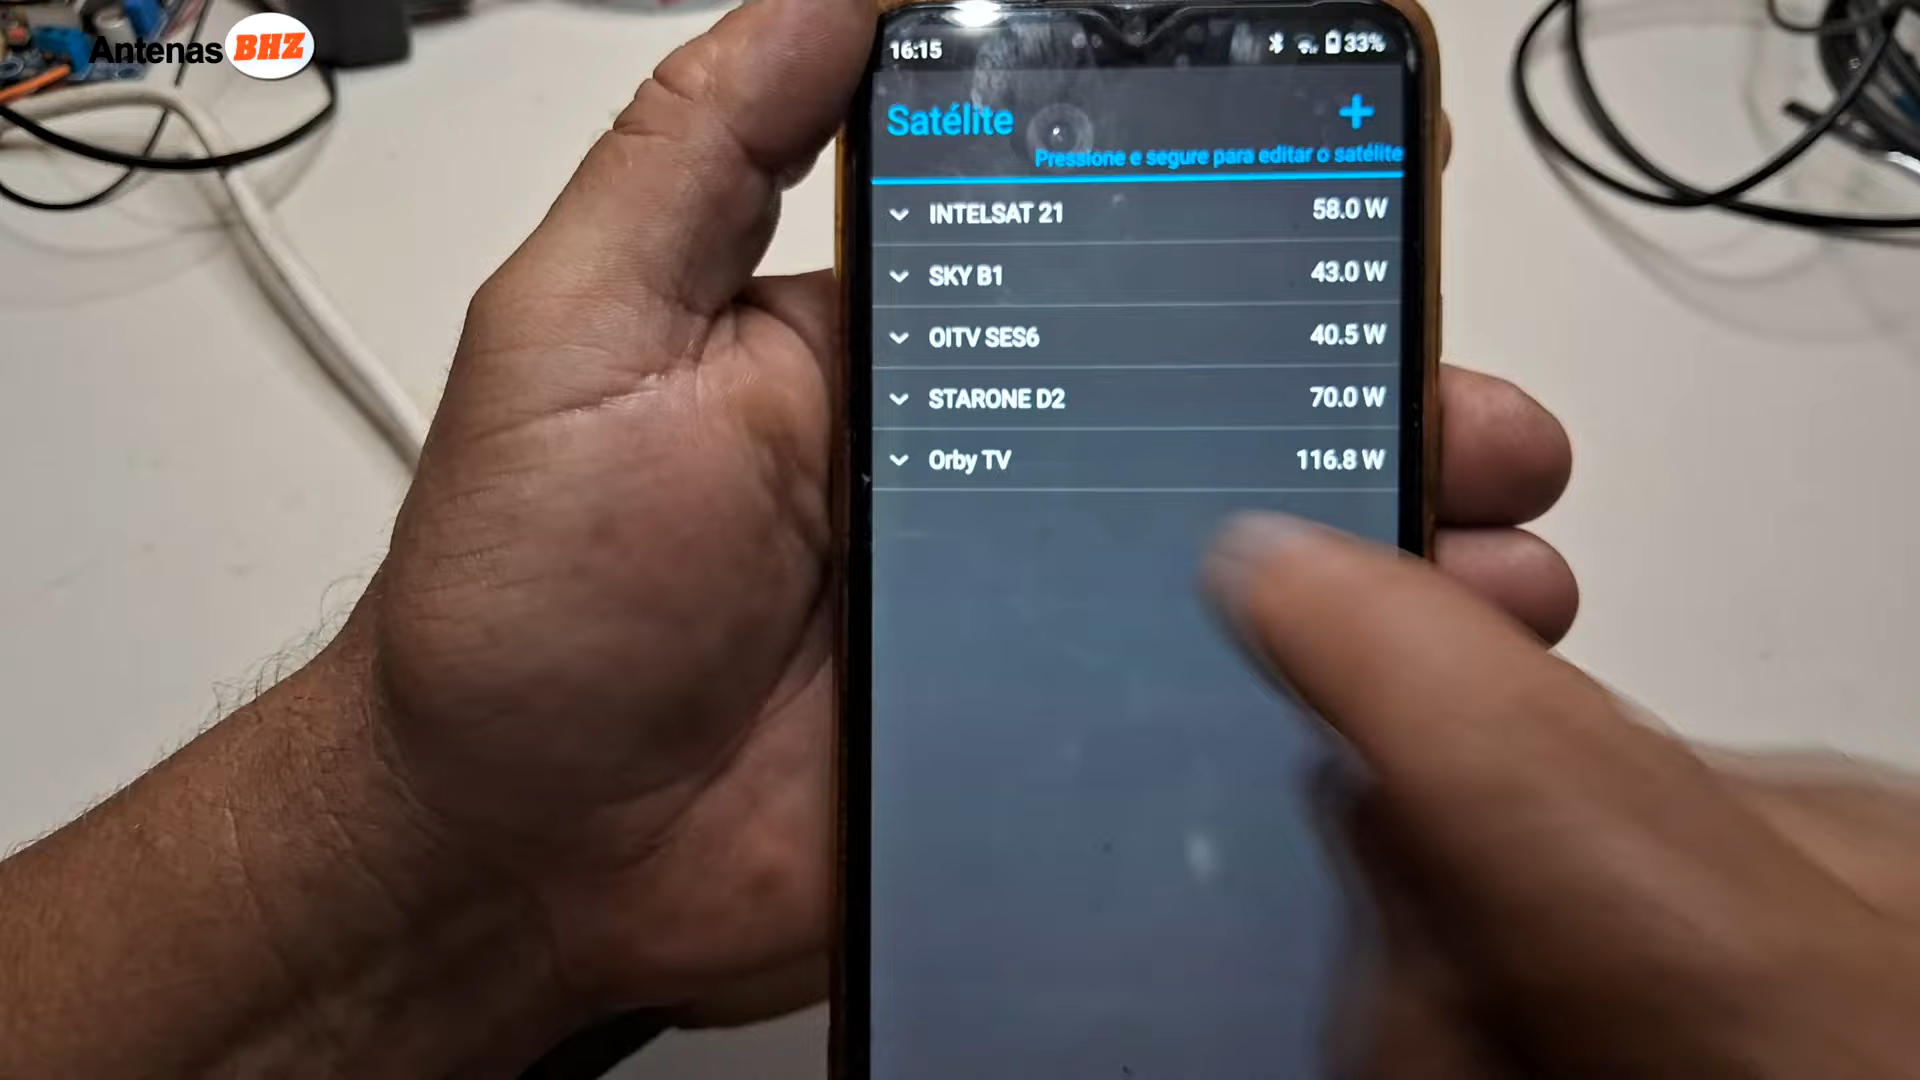 Antenas BHZ
16:15
33%
Satélite
+
Pressione e segure para editar o satélite
INTELSAT 21 58.0 W
SKY B1 43.0 W
OITV SES6 40.5 W
STARONE D2 70.0 W
Orby TV 116.8 W